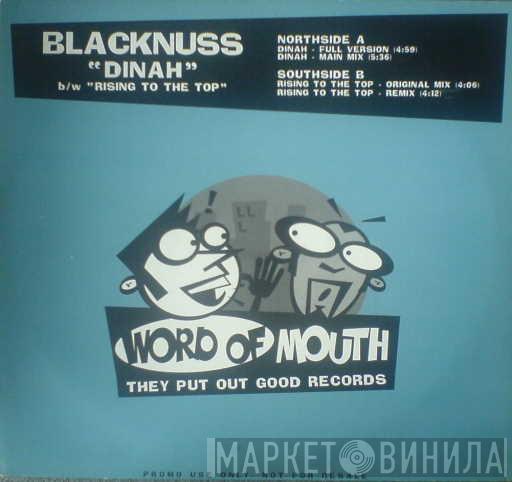 BLACKNUSS
"DINAH"
b/w "RISING TO THE TOP"
NORTHSIDE A
DINAH - FULL VERSION (4:59)
DINAH - MAIN MIX (5:36)
SOUTHSIDE B
RISING TO THE TOP - ORIGINAL MIX (4:06)
RISING TO THE TOP - REMIX (4:12)
WORD OF MOUTH
THEY PUT OUT GOOD RECORDS
PROMO USE ONLY. NOT FOR RESALE
МАРКЕТ ВИНИЛА